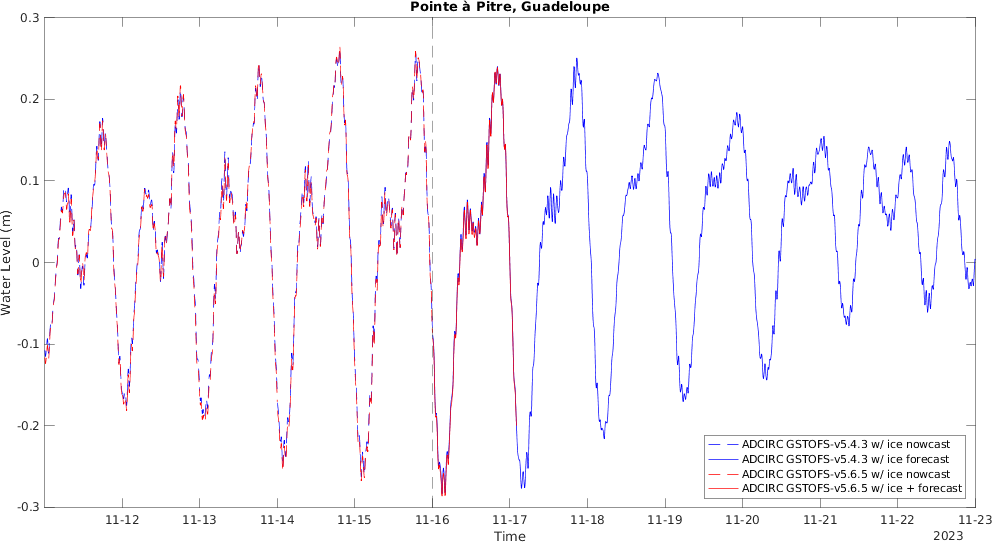 Pointe à Pitre, Guadeloupe
0.3
0.2
0.1
0
-0.1
-0.2
-0.3
Water Level (m)
11-12 11-13 11-14 11-15 11-16 11-17 11-18 11-19 11-20 11-21 11-22 11-23
Time
2023
ADCIRC GSTOFS-v5.4.3 w/ ice nowcast
ADCIRC GSTOFS-v5.4.3 w/ ice forecast
ADCIRC GSTOFS-v5.6.5 w/ ice nowcast
ADCIRC GSTOFS-v5.6.5 w/ ice + forecast